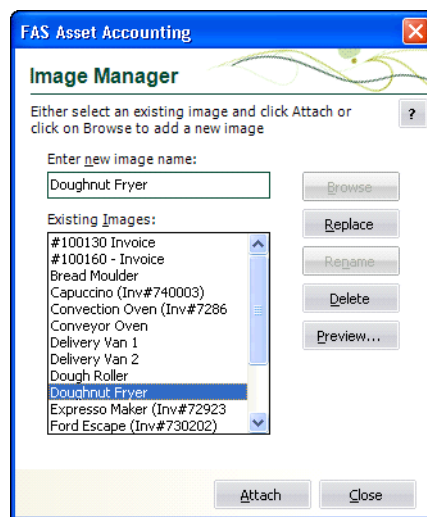 FAS Asset Accounting
Image Manager
Either select an existing image and click Attach or
click on Browse to add a new image
?
Enter new image name:
Doughnut Fryer
Browse
Existing Images:
Replace
#100130 Invoice
#100160 - Invoice
Bread Moulder
Rename
Capuccino (Inv#740003)
Convection Oven (Inv#7286
Delete
Conveyor Oven
Delivery Van 1
Preview...
Delivery Van 2
Dough Roller
Doughnut Fryer
Expresso Maker (Inv#72923
Ford Escape (Inv#730202)
Attach
Close